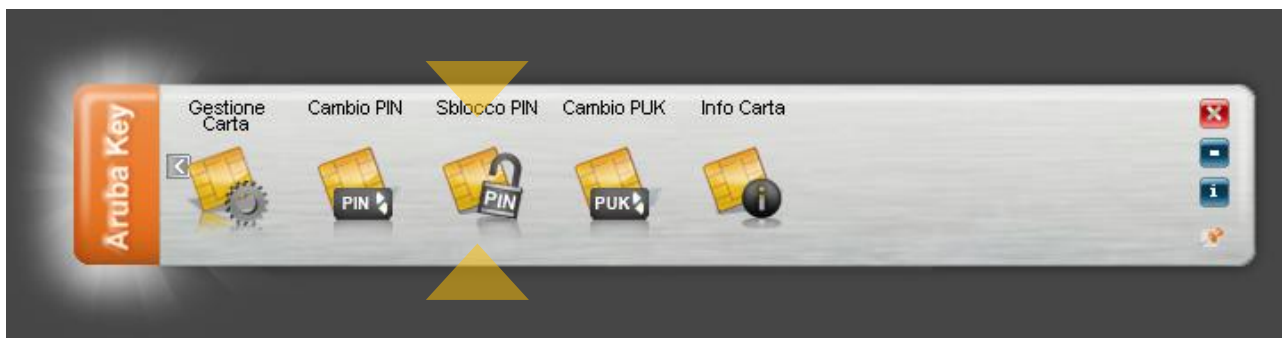 Aruba Key
Gestione
Carta
Cambio PIN
Sblocco PIN
Cambio PUK
Info Carta
PIN
PIN
PUK
i
i